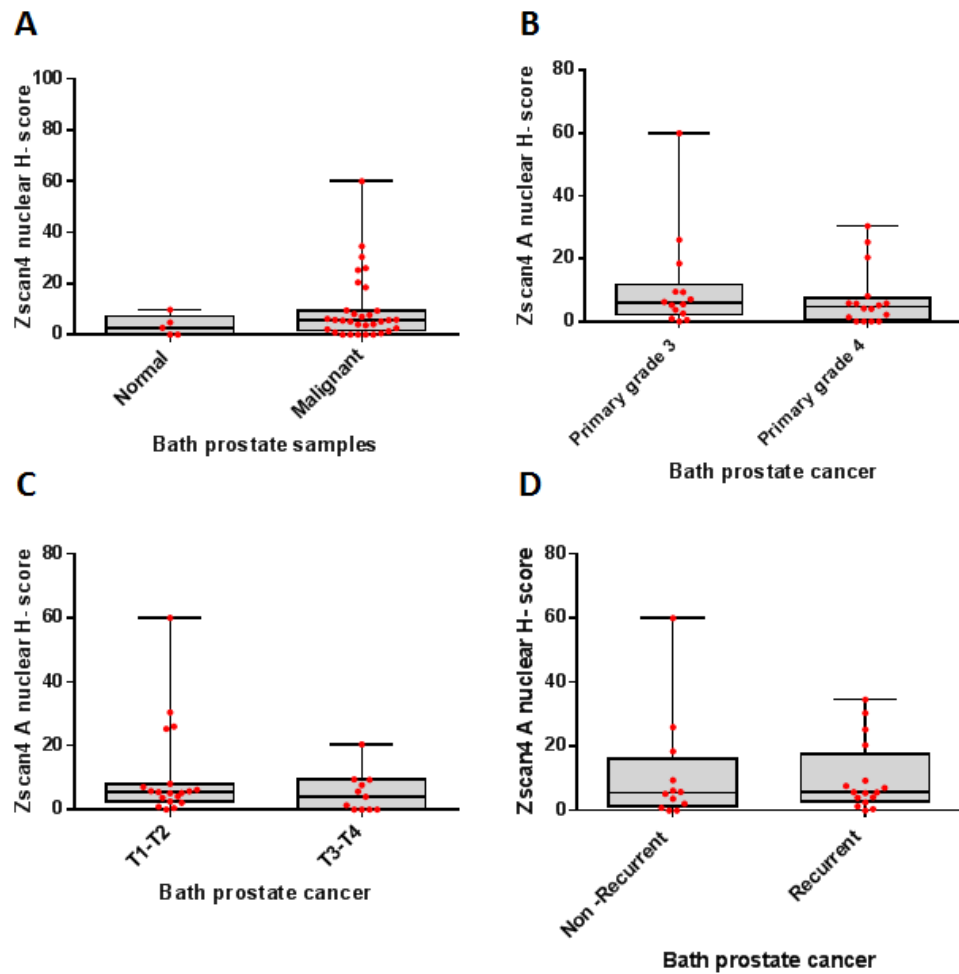 A
Zscan4 nuclear H- score
100
80
60
40
20
0
Normal
Malignant
Bath prostate samples
B
Zscan4 A nuclear H- score
80
60
40
20
0
Primary grade 3
Primary grade 4
Bath prostate cancer
C
Zscan4 A nuclear H- score
80
60
40
20
0
T1-T2
T3-T4
Bath prostate cancer
D
Zscan4 A nuclear H- score
80
60
40
20
0
Non -Recurrent
Recurrent
Bath prostate cancer